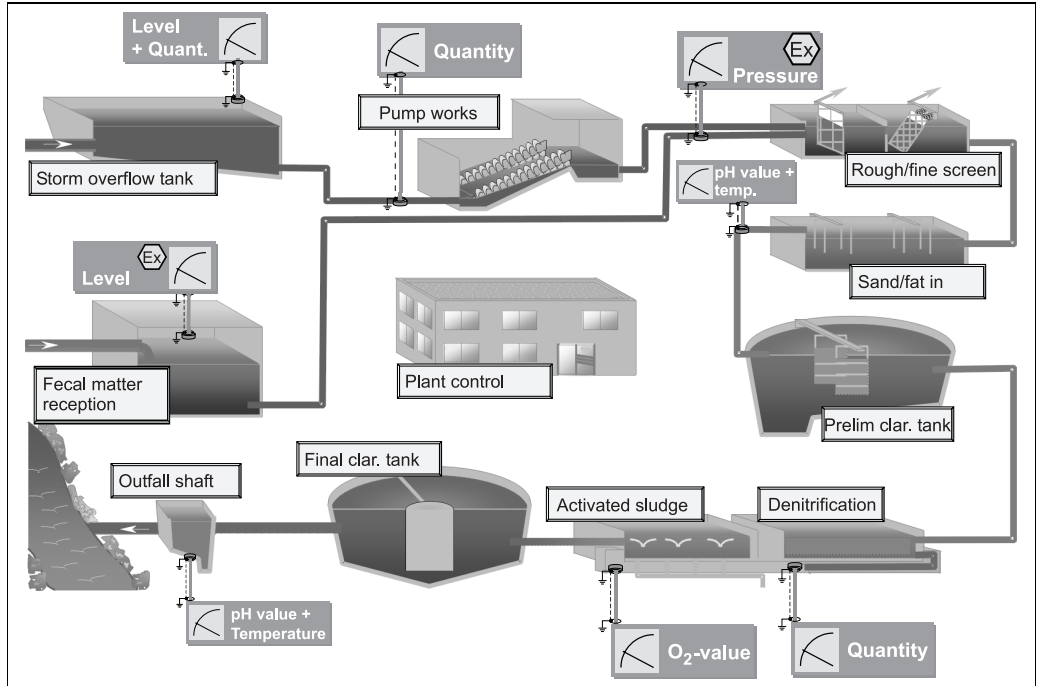 Level
+ Quant.
Quantity
Ex
Pressure
Pump works
Storm overflow tank
Rough/fine screen
pH value +
temp.
Ex
Level
Sand/fat in
Fecal matter
reception
Plant control
Prelim clar. tank
Outfall shaft
Final clar. tank
Activated sludge
Denitrification
pH value +
Temperature
O₂-value
Quantity